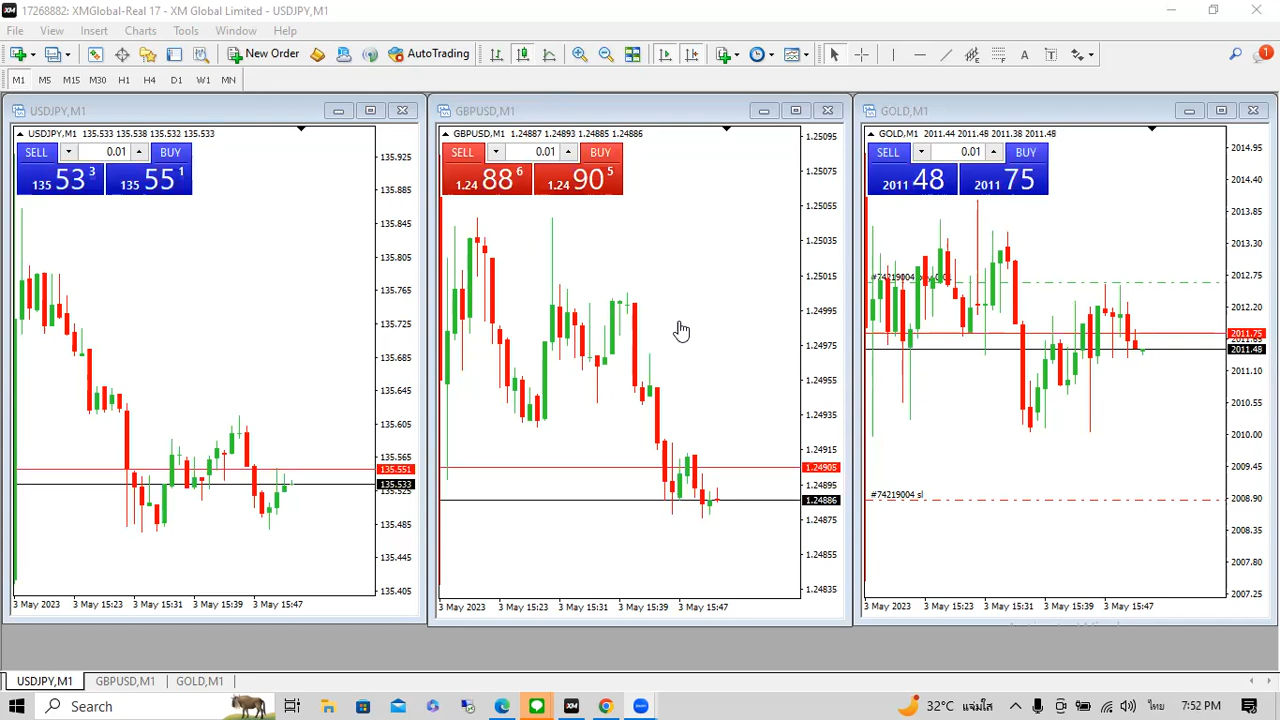 17268882: XMGlobal-Real 17 - XM Global Limited - USDJPY,M1
File View Insert Charts Tools Window Help
New Order AutoTrading 1
M1 M5 M15 M30 H1 H4 D1 W1 MN
USDJPY,M1
USDJPY,M1 135.533 135.538 135.532 135.533
SELL 0.01 BUY
135 53 3 135 55 1
135.925
135.885
135.845
135.805
135.765
135.725
135.685
135.645
135.605
135.565
135.551
135.533
135.525
135.485
135.445
135.405
3 May 2023 3 May 15:23 3 May 15:31 3 May 15:39 3 May 15:47
GBPUSD,M1
GBPUSD,M1 1.24887 1.24893 1.24885 1.24886
SELL 0.01 BUY
1.24 88 6 1.24 90 5
1.25095
1.25075
1.25055
1.25035
1.25015
1.24995
1.24975
1.24955
1.24935
1.24915
1.24905
1.24895
1.24886
1.24875
1.24855
1.24835
3 May 2023 3 May 15:23 3 May 15:31 3 May 15:39 3 May 15:47
GOLD,M1
GOLD,M1 2011.44 2011.48 2011.38 2011.48
SELL 0.01 BUY
2011 48 2011 75
#74219004
2014.95
2014.40
2013.85
2013.30
2012.75
2012.20
2011.75
2011.48
2011.10
2010.55
2010.00
2009.45
#74219004 sl
2008.90
2008.35
2007.80
2007.25
3 May 2023 3 May 15:23 3 May 15:31 3 May 15:39 3 May 15:47
USDJPY,M1 GBPUSD,M1 GOLD,M1
Search XM 32°C แจ่มใส ไทย 7:52 PM